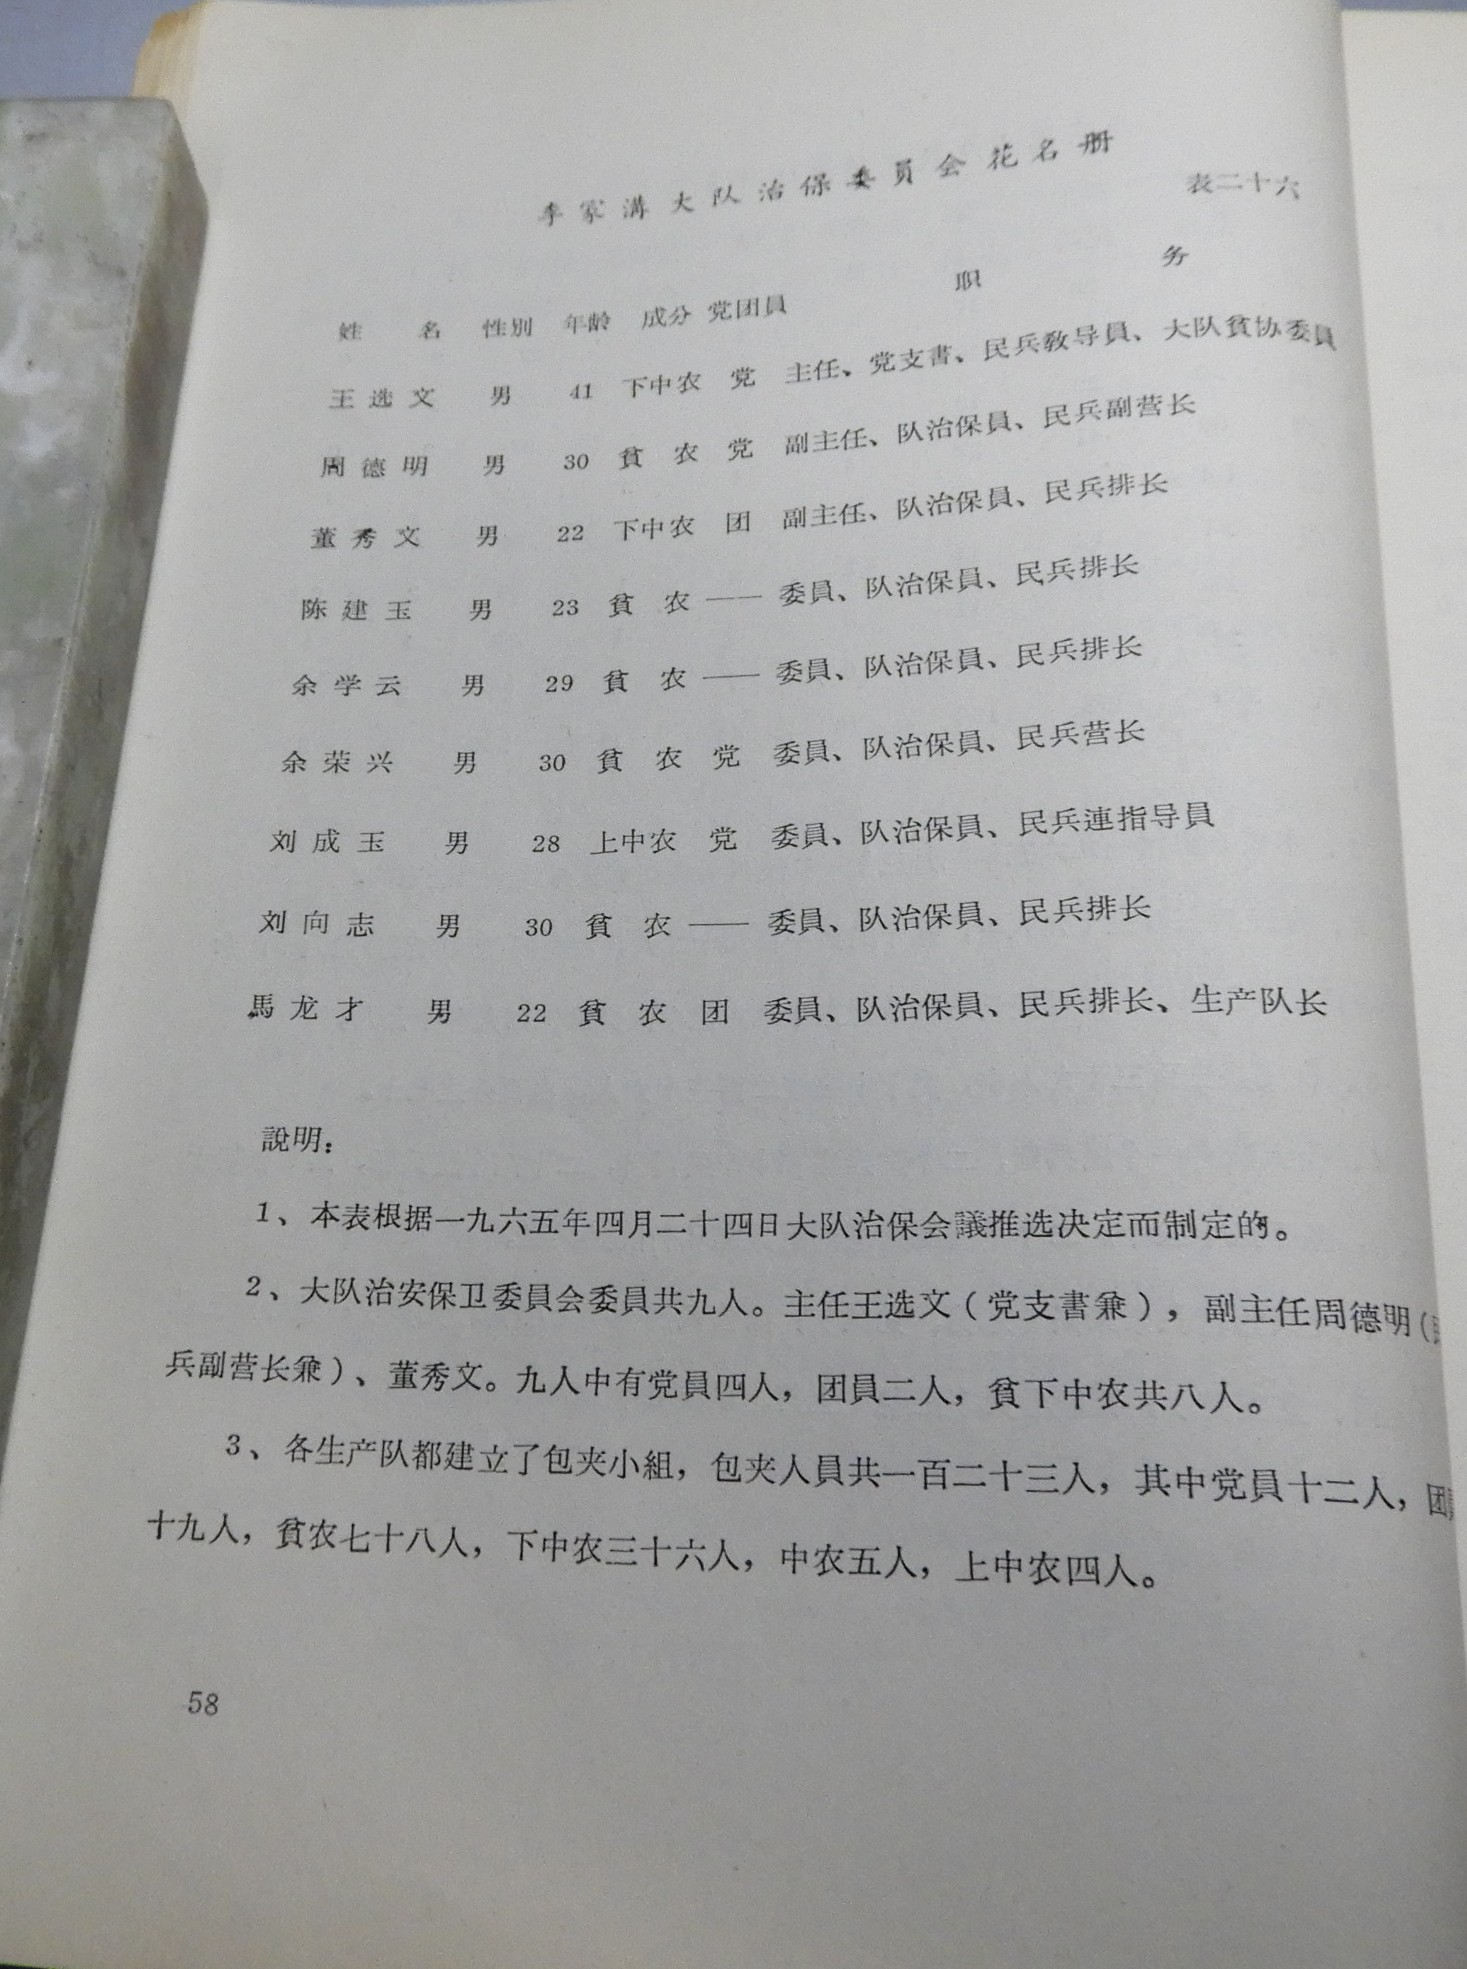 李家溝大队治保委員会花名册
表二十六
姓 名 性別 年龄 成分 党团員 职 务
王选文 男 41 下中农 党 主任、党支書、民兵教导員、大队貧协委員
周德明 男 30 貧 农 党 副主任、队治保員、民兵副营长
董秀文 男 22 下中农 团 副主任、队治保員、民兵排长
陈建玉 男 23 貧 农 —— 委員、队治保員、民兵排长
余学云 男 29 貧 农 —— 委員、队治保員、民兵排长
余荣兴 男 30 貧 农 党 委員、队治保員、民兵营长
刘成玉 男 28 上中农 党 委員、队治保員、民兵連指导員
刘向志 男 30 貧 农 —— 委員、队治保員、民兵排长
馬龙才 男 22 貧 农 团 委員、队治保員、民兵排长、生产队长
說明：
1、本表根据一九六五年四月二十四日大队治保会議推选决定而制定的。
2、大队治安保卫委員会委員共九人。主任王选文（党支書兼），副主任周德明（
兵副营长兼）、董秀文。九人中有党員四人，团員二人，貧下中农共八人。
3、各生产队都建立了包夹小組，包夹人員共一百二十三人，其中党員十二人，团
十九人，貧农七十八人，下中农三十六人，中农五人，上中农四人。
58